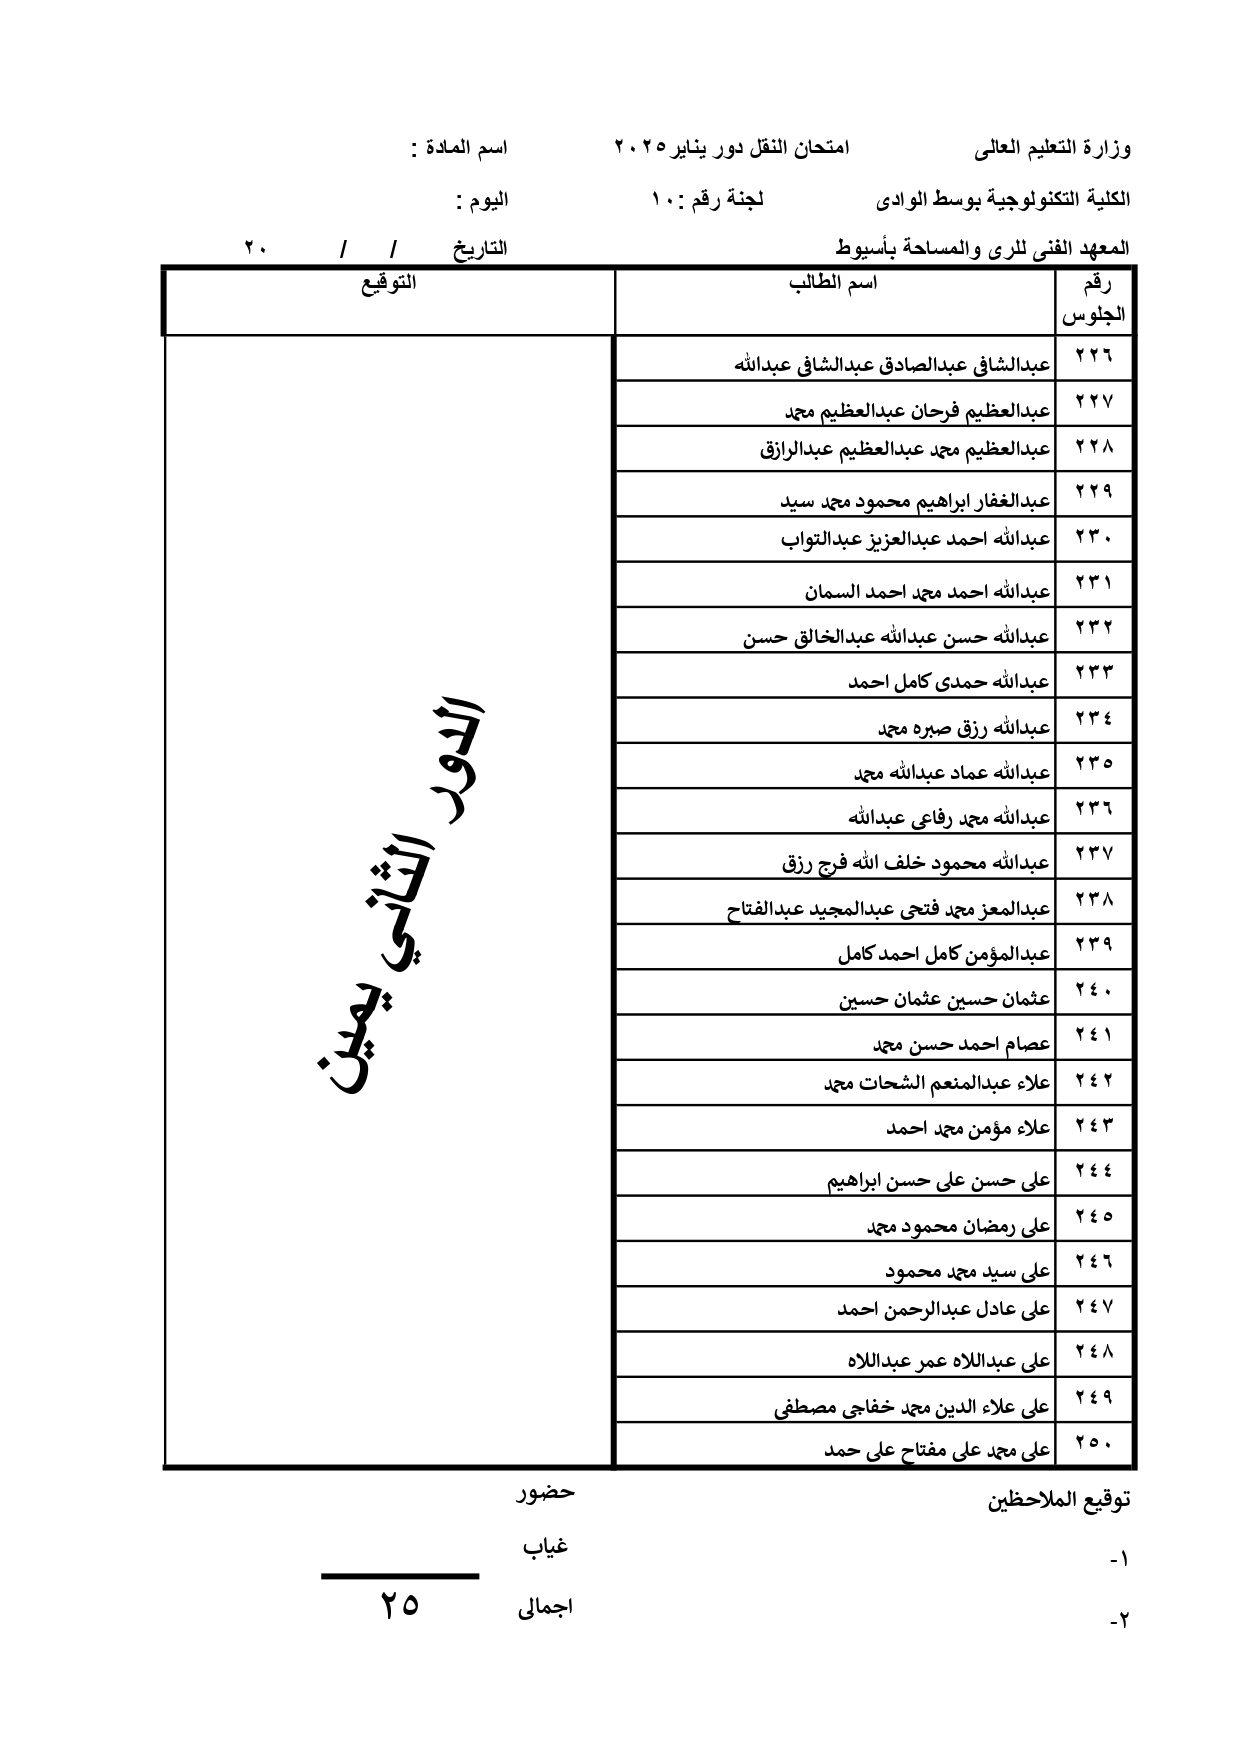 وزارة التعليم العالى امتحان النقل دور يناير ٢٠٢٥ اسم المادة :
الكلية التكنولوجية بوسط الوادى لجنة رقم :١٠ اليوم :
المعهد الفنى للرى والمساحة بأسيوط التاريخ / / ٢٠
رقم الجلوس اسم الطالب التوقيع
٢٢٦ عبدالشافى عبدالصادق عبدالشافى عبدالله
٢٢٧ عبدالعظيم فرحان عبدالعظيم محمد
٢٢٨ عبدالعظيم محمد عبدالعظيم عبدالرازق
٢٢٩ عبدالغفار ابراهيم محمود محمد سيد
٢٣٠ عبدالله احمد عبدالعزيز عبدالتواب
٢٣١ عبدالله احمد محمد احمد السمان
٢٣٢ عبدالله حسن عبدالله عبدالخالق حسن
٢٣٣ عبدالله حمدى كامل احمد
٢٣٤ عبدالله رزق صبره محمد
٢٣٥ عبدالله عماد عبدالله محمد
٢٣٦ عبدالله محمد رفاعى عبدالله
٢٣٧ عبدالله محمود خلف الله فرج رزق
٢٣٨ عبدالمعز محمد فتحى عبدالمجيد عبدالفتاح
٢٣٩ عبدالمؤمن كامل احمد كامل
٢٤٠ عثمان حسين عثمان حسين
٢٤١ عصام احمد حسن محمد
٢٤٢ علاء عبدالمنعم الشحات محمد
٢٤٣ علاء مؤمن محمد احمد
٢٤٤ على حسن على حسن ابراهيم
٢٤٥ على رمضان محمود محمد
٢٤٦ على سيد محمد محمود
٢٤٧ على عادل عبدالرحمن احمد
٢٤٨ على عبداللاه عمر عبداللاه
٢٤٩ على علاء الدين محمد خفاجى مصطفى
٢٥٠ على محمد على مفتاح على حمد
الدور الثاني يمين
توقيع الملاحظين حضور
١- غياب
٢- اجمالى ٢٥